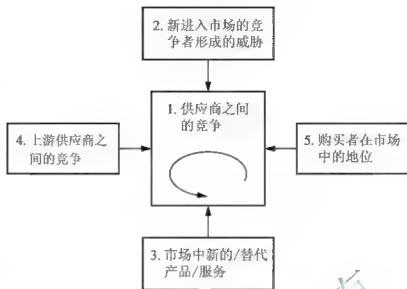 2. 新进入市场的竞
争者形成的威胁
1. 供应商之间
的竞争
4. 上游供应商之
间的竞争
5. 购买者在市场
中的地位
3. 市场中新的/替代
产品/服务